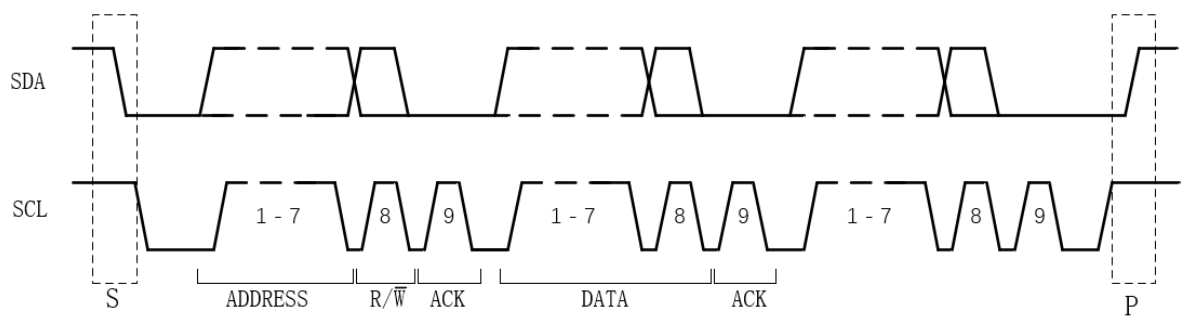 SDA
SCL
1-7 8 9 1-7 8 9 1-7 8 9
S ADDRESS R/W̅ ACK DATA ACK P